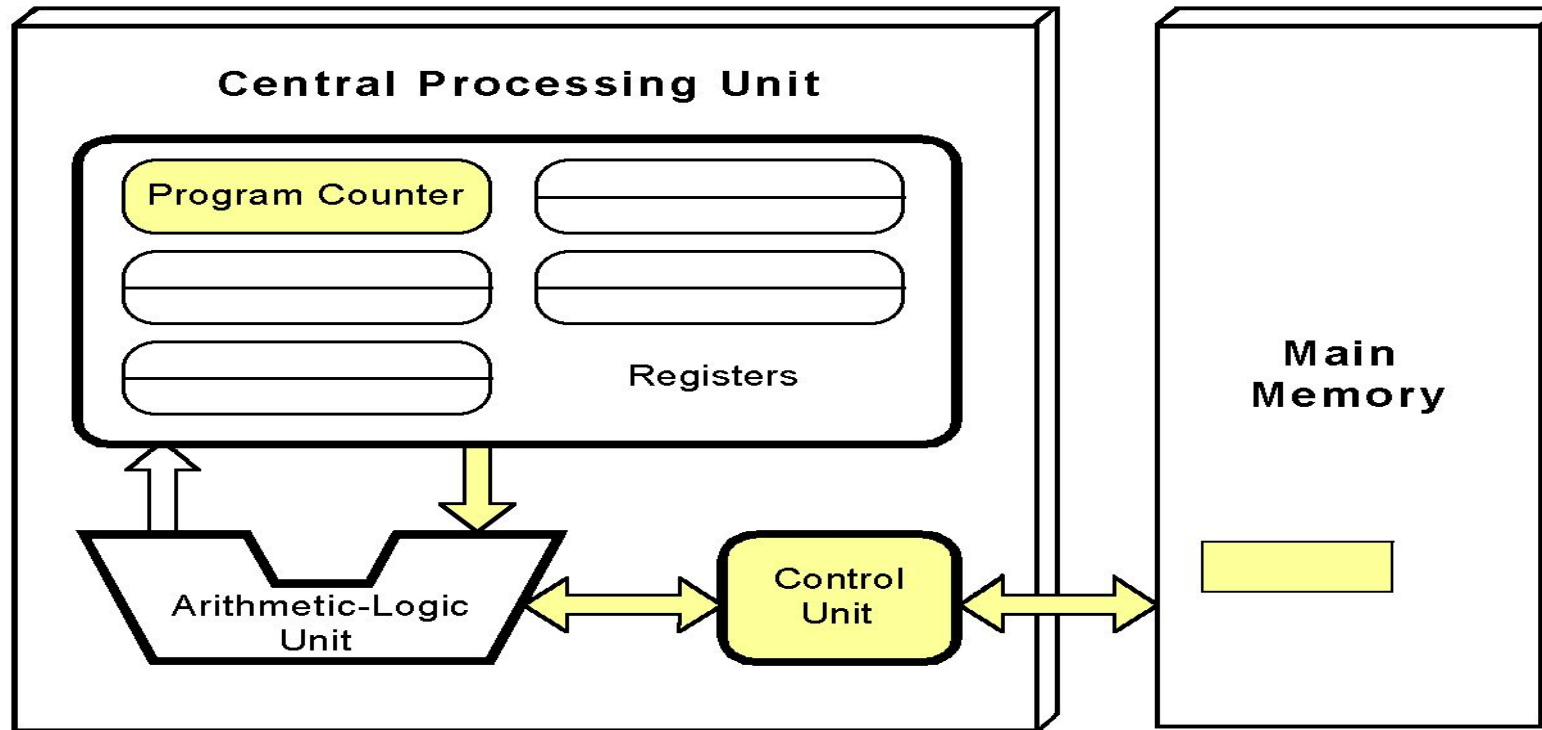 Central Processing Unit
Program Counter
Registers
Main
Memory
Arithmetic-Logic
Unit
Control
Unit